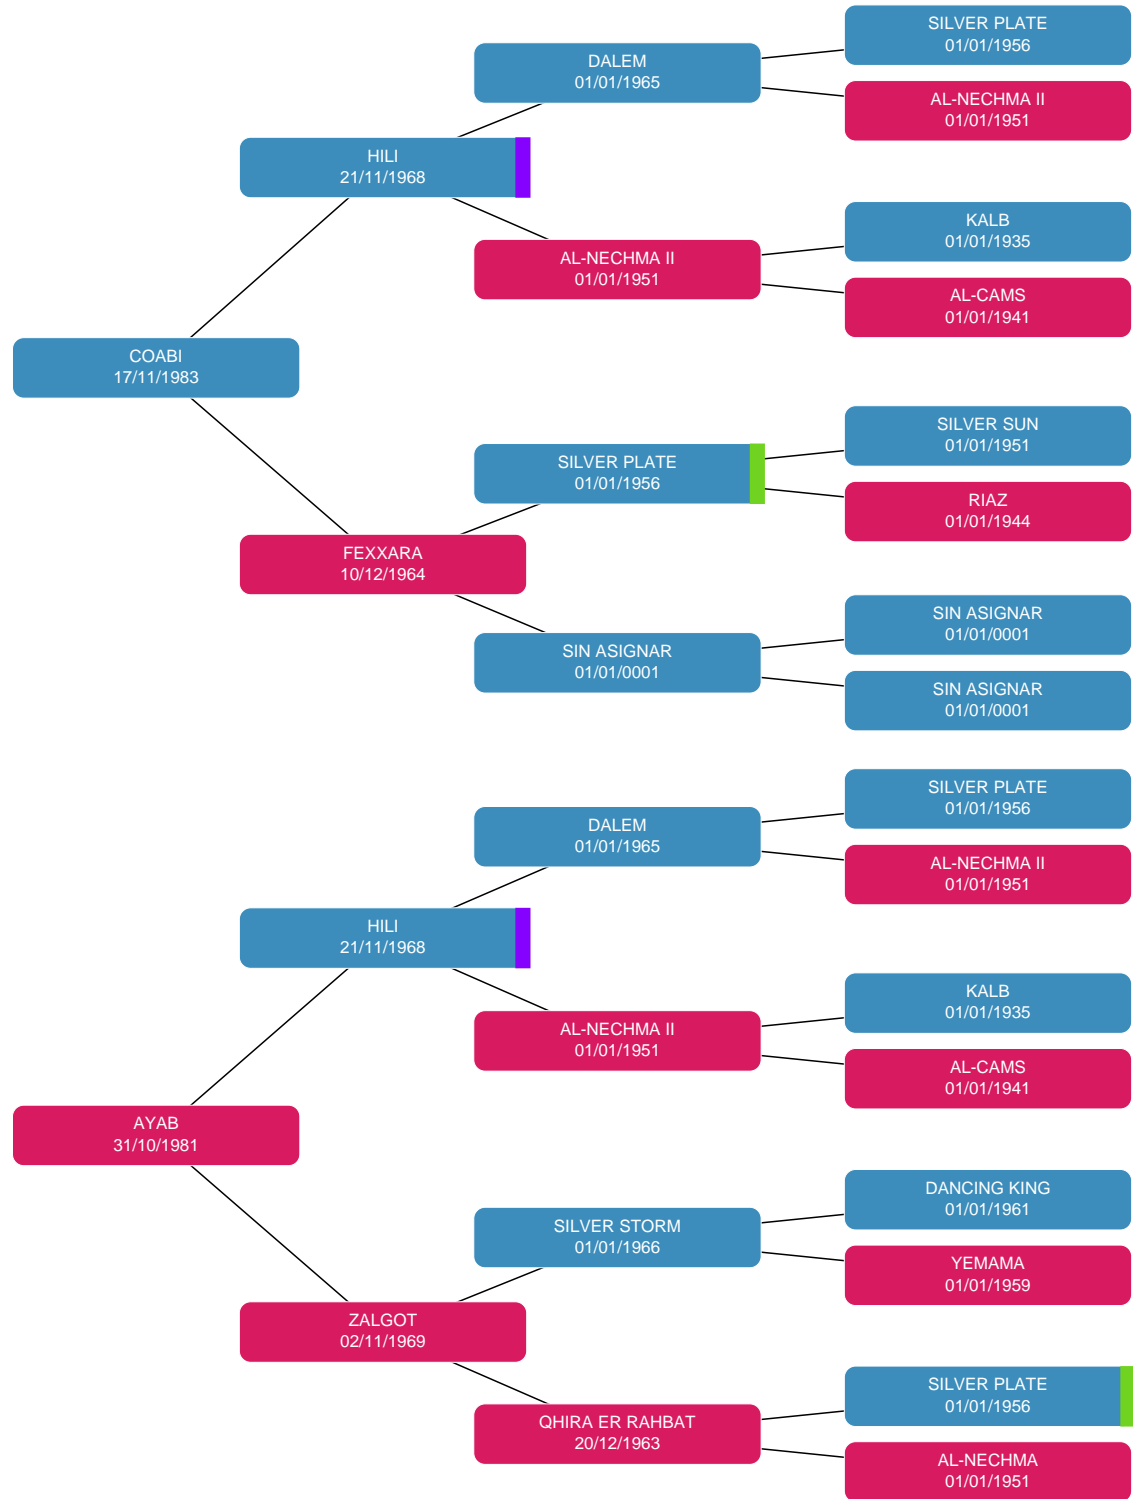 SILVER PLATE
01/01/1956
DALEM
01/01/1965
AL-NECHMA II
01/01/1951
HILI
21/11/1968
KALB
01/01/1935
AL-NECHMA II
01/01/1951
AL-CAMS
01/01/1941
COABI
17/11/1983
SILVER SUN
01/01/1951
SILVER PLATE
01/01/1956
RIAZ
01/01/1944
FEXXARA
10/12/1964
SIN ASIGNAR
01/01/0001
SIN ASIGNAR
01/01/0001
SIN ASIGNAR
01/01/0001
SILVER PLATE
01/01/1956
DALEM
01/01/1965
AL-NECHMA II
01/01/1951
HILI
21/11/1968
KALB
01/01/1935
AL-NECHMA II
01/01/1951
AL-CAMS
01/01/1941
AYAB
31/10/1981
DANCING KING
01/01/1961
SILVER STORM
01/01/1966
YEMAMA
01/01/1959
ZALGOT
02/11/1969
SILVER PLATE
01/01/1956
QHIRA ER RAHBAT
20/12/1963
AL-NECHMA
01/01/1951